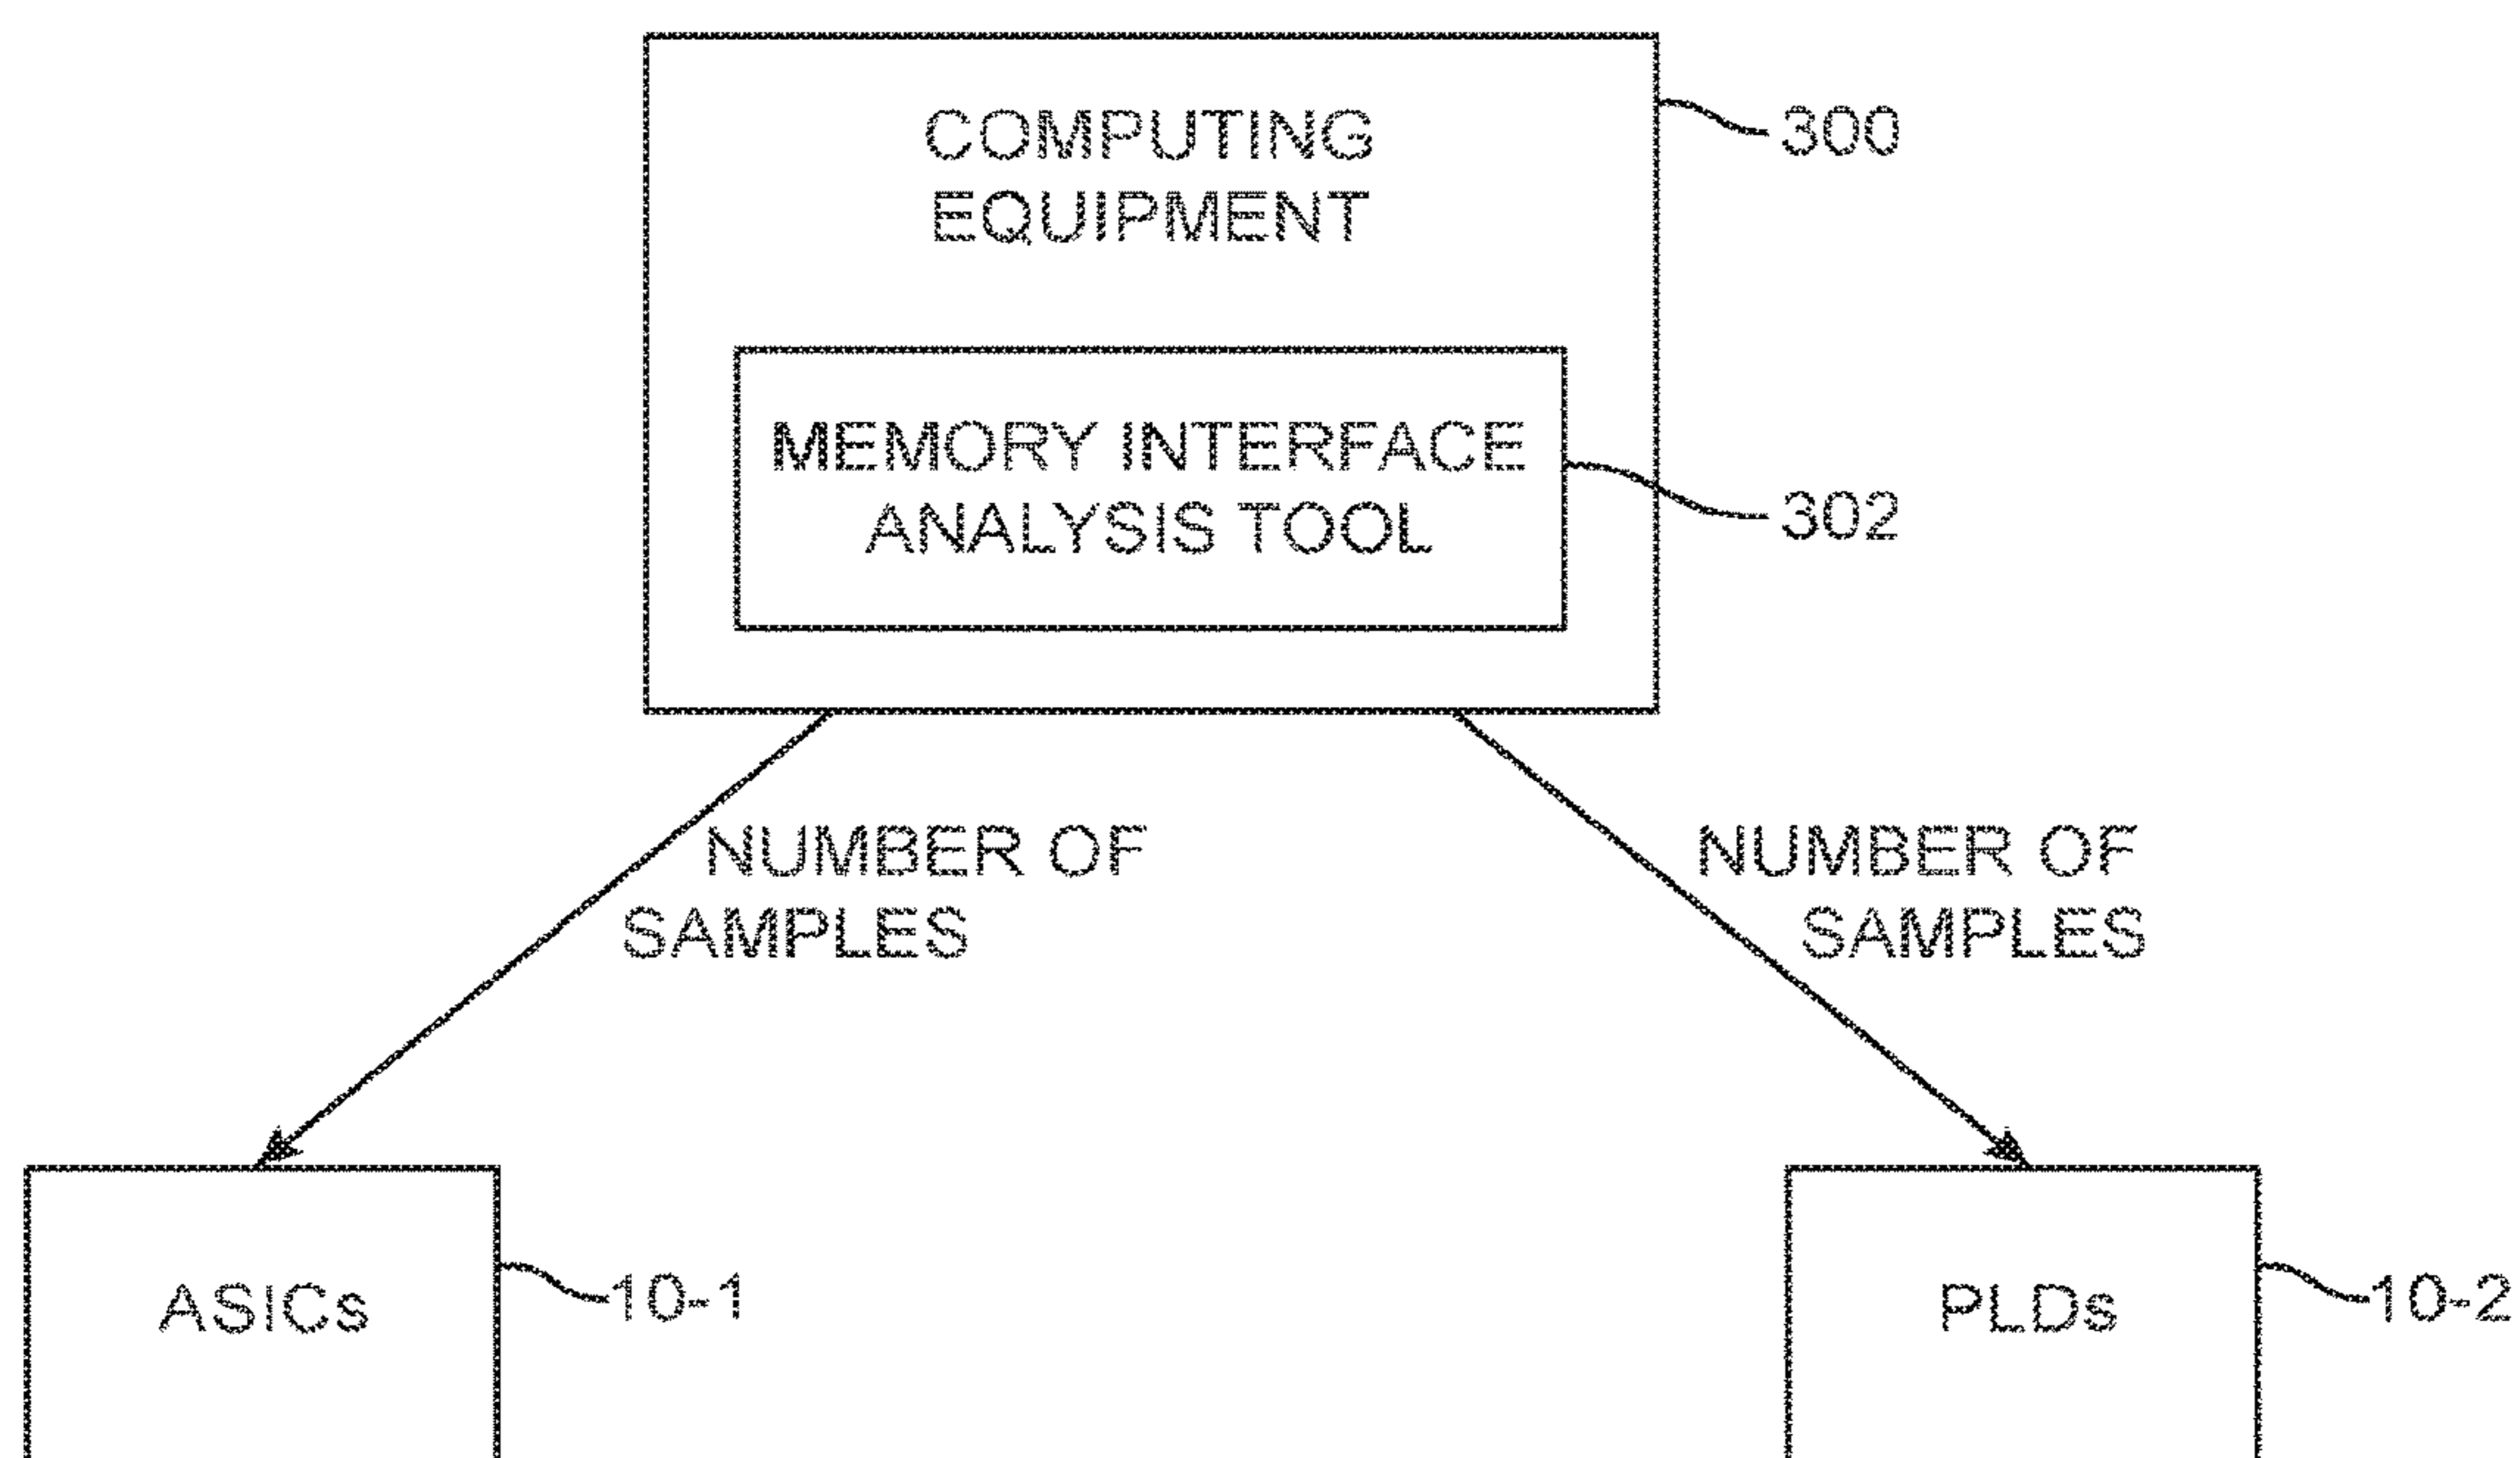 COMPUTING
EQUIPMENT
300
MEMORY INTERFACE
ANALYSIS TOOL
302
NUMBER OF
SAMPLES
NUMBER OF
SAMPLES
ASICs
10-1
PLDs
10-2